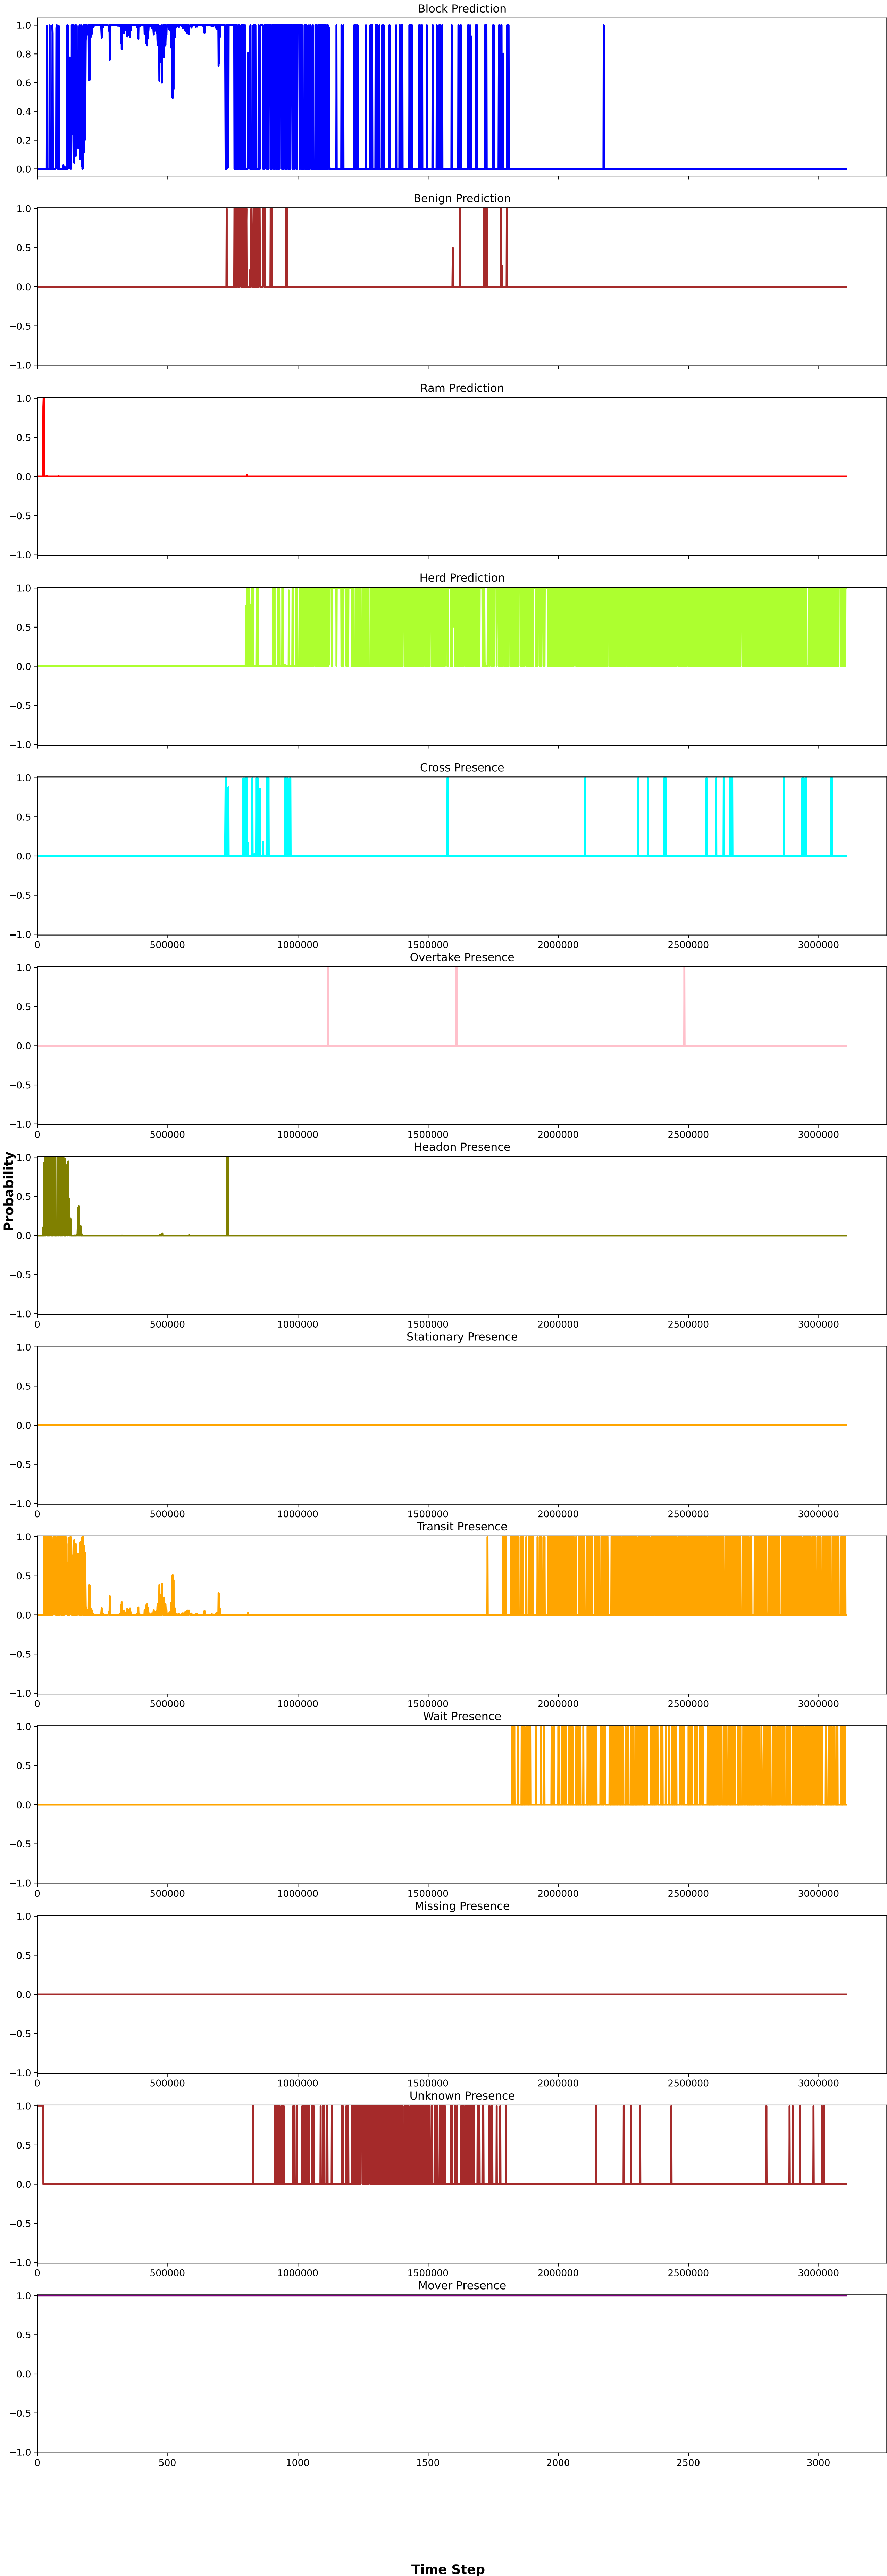 Block Prediction
1.0
0.8
0.6
0.4
0.2
0.0
Benign Prediction
1.0
0.5
0.0
−0.5
−1.0
Ram Prediction
1.0
0.5
0.0
−0.5
−1.0
Herd Prediction
1.0
0.5
0.0
−0.5
−1.0
Cross Presence
1.0
0.5
0.0
−0.5
−1.0
0 500000 1000000 1500000 2000000 2500000 3000000
Overtake Presence
1.0
0.5
0.0
−0.5
−1.0
0 500000 1000000 1500000 2000000 2500000 3000000
Headon Presence
Probability
1.0
0.5
0.0
−0.5
−1.0
0 500000 1000000 1500000 2000000 2500000 3000000
Stationary Presence
1.0
0.5
0.0
−0.5
−1.0
0 500000 1000000 1500000 2000000 2500000 3000000
Transit Presence
1.0
0.5
0.0
−0.5
−1.0
0 500000 1000000 1500000 2000000 2500000 3000000
Wait Presence
1.0
0.5
0.0
−0.5
−1.0
0 500000 1000000 1500000 2000000 2500000 3000000
Missing Presence
1.0
0.5
0.0
−0.5
−1.0
0 500000 1000000 1500000 2000000 2500000 3000000
Unknown Presence
1.0
0.5
0.0
−0.5
−1.0
0 500000 1000000 1500000 2000000 2500000 3000000
Mover Presence
1.0
0.5
0.0
−0.5
−1.0
0 500 1000 1500 2000 2500 3000
Time Step